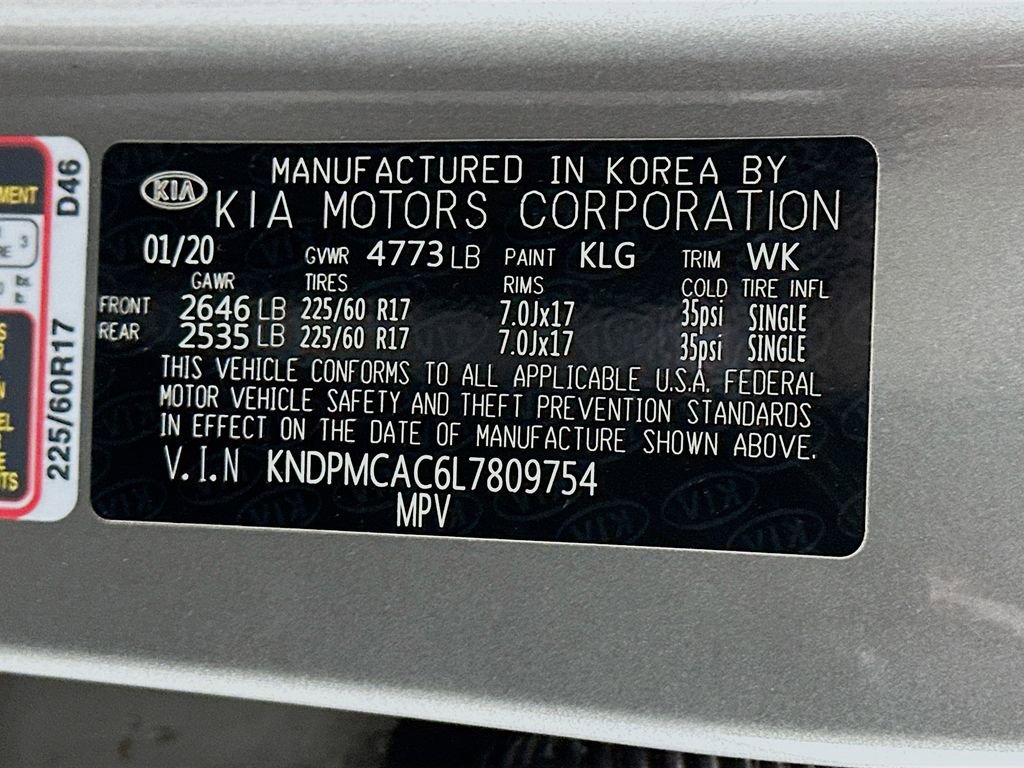 MANUFACTURED IN KOREA BY
KIA
KIA MOTORS CORPORATION
01/20 GVWR 4773 LB PAINT KLG TRIM WK
GAWR TIRES RIMS COLD TIRE INFL
FRONT 2646 LB 225/60 R17 7.0Jx17 35psi SINGLE
REAR 2535 LB 225/60 R17 7.0Jx17 35psi SINGLE
THIS VEHICLE CONFORMS TO ALL APPLICABLE U.S.A. FEDERAL
MOTOR VEHICLE SAFETY AND THEFT PREVENTION STANDARDS
IN EFFECT ON THE DATE OF MANUFACTURE SHOWN ABOVE.
V.I.N KNDPMCAC6L7809754
MPV
D46
225/60R17